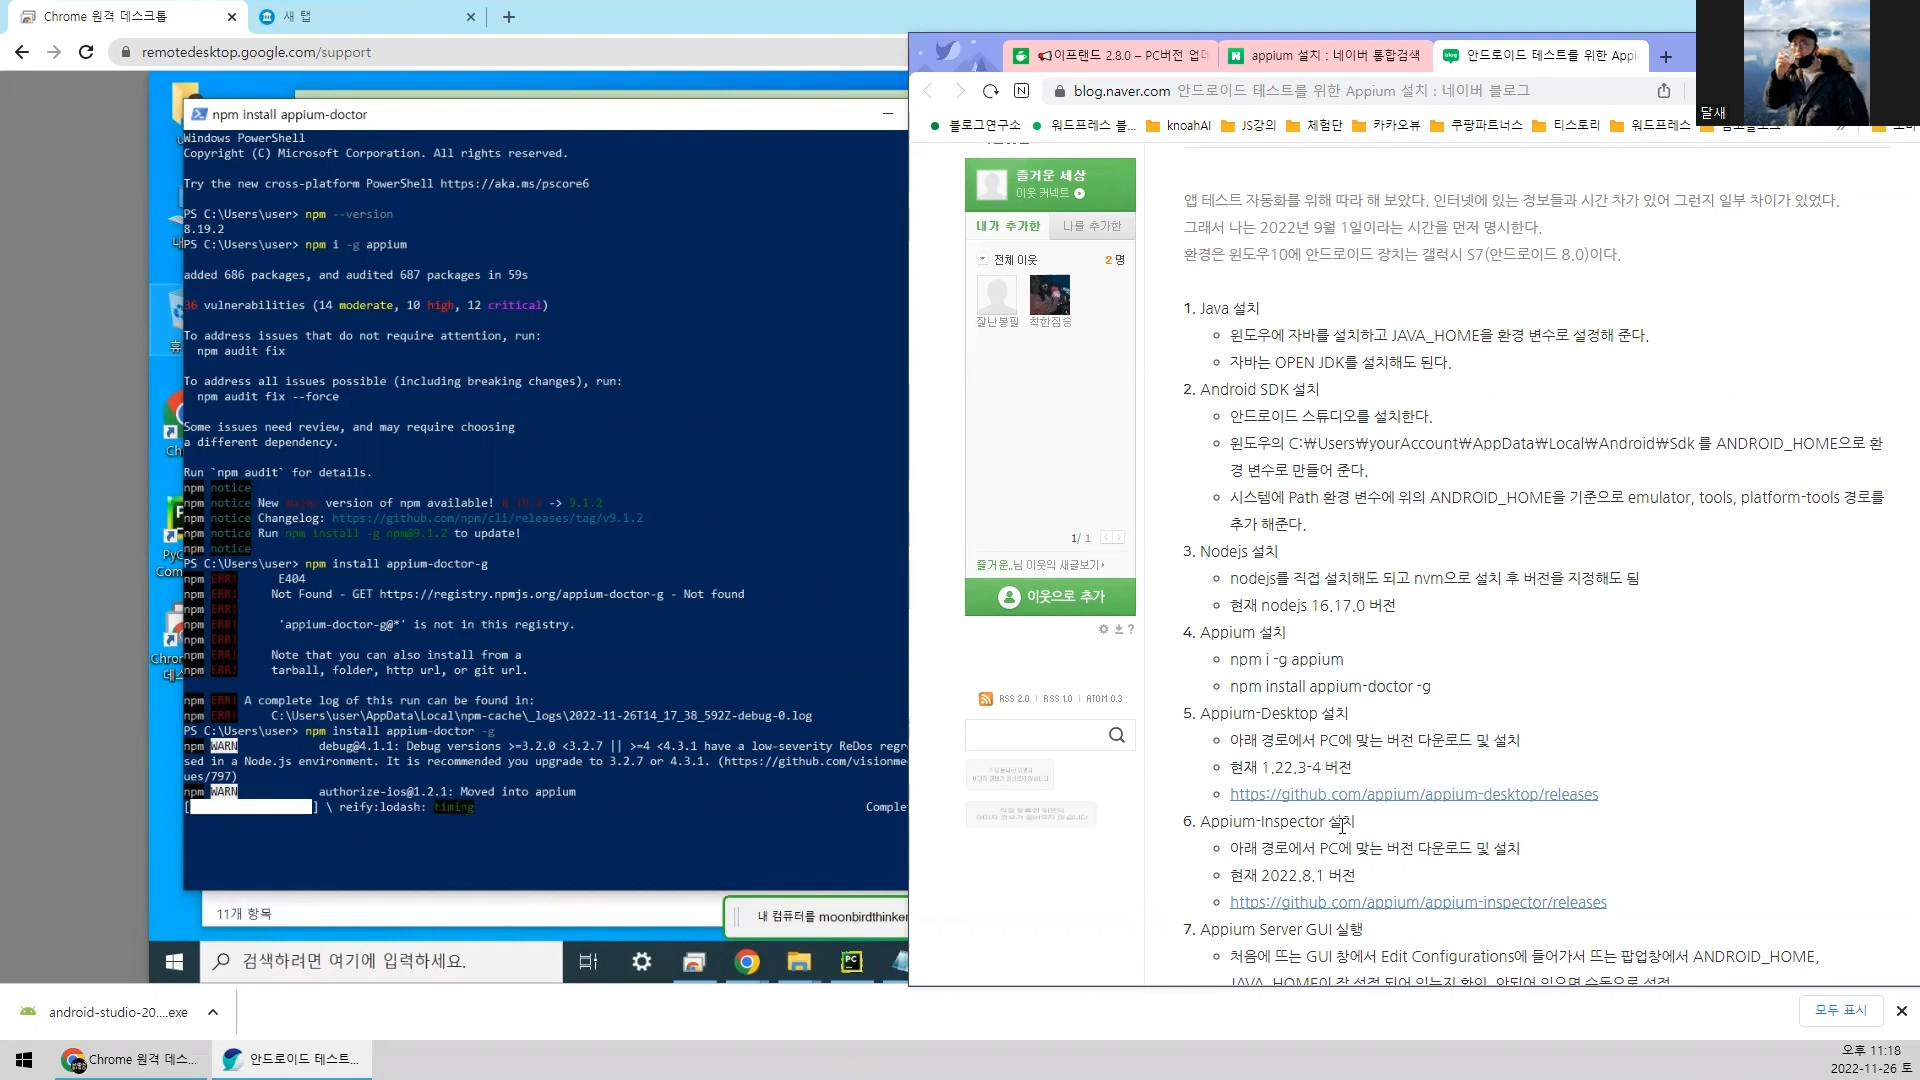 Chrome 원격 데스크톱
새 탭
remotedesktop.google.com/support
npm install appium-doctor
Windows PowerShell
Copyright (C) Microsoft Corporation. All rights reserved.
Try the new cross-platform PowerShell https://aka.ms/pscore6
PS C:\Users\user> npm --version
8.19.2
PS C:\Users\user> npm i -g appium
added 686 packages, and audited 687 packages in 59s
36 vulnerabilities (14 moderate, 10 high, 12 critical)
To address issues that do not require attention, run:
npm audit fix
To address all issues possible (including breaking changes), run:
npm audit fix --force
Some issues need review, and may require choosing
a different dependency.
Run `npm audit` for details.
npm notice
npm notice New major version of npm available! 8.19.2 -> 9.1.2
npm notice Changelog: https://github.com/npm/cli/releases/tag/v9.1.2
npm notice Run npm install -g npm@9.1.2 to update!
npm notice
PS C:\Users\user> npm install appium-doctor-g
npm ERR! E404
npm ERR! Not Found - GET https://registry.npmjs.org/appium-doctor-g - Not found
npm ERR!
npm ERR! 'appium-doctor-g@*' is not in this registry.
npm ERR!
npm ERR! Note that you can also install from a
npm ERR! tarball, folder, http url, or git url.
npm ERR! A complete log of this run can be found in:
npm ERR! C:\Users\user\AppData\Local\npm-cache\_logs\2022-11-26T14_17_38_592Z-debug-0.log
PS C:\Users\user> npm install appium-doctor -g
npm WARN debug@4.1.1: Debug versions >=3.2.0 <3.2.7 || >=4 <4.3.1 have a low-severity ReDos regr
sed in a Node.js environment. It is recommended you upgrade to 3.2.7 or 4.3.1. (https://github.com/visionme
ues/797)
npm WARN authorize-ios@1.2.1: Moved into appium
[ ] \ reify:lodash: timing Comple
11개 항목
내 컴퓨터를 moonbirdthinker
검색하려면 여기에 입력하세요.
이프랜드 2.8.0 – PC버전 업데
appium 설치 : 네이버 통합검색
안드로이드 테스트를 위한 Appi
blog.naver.com 안드로이드 테스트를 위한 Appium 설치 : 네이버 블로그
블로그연구소
워드프레스 블...
knoahAI
JS강의
체험단
카카오뷰
쿠팡파트너스
티스토리
워드프레스
달새
즐거운 세상
이웃 커넥트
내가 추가한
나를 추가한
전체 이웃 2명
잘난봉필
착한짐승
1/ 1
즐거운..님 이웃의 새글보기
이웃으로 추가
RSS 2.0 | RSS 1.0 | ATOM 0.3
앱 테스트 자동화를 위해 따라 해 보았다. 인터넷에 있는 정보들과 시간 차가 있어 그런지 일부 차이가 있었다.
그래서 나는 2022년 9월 1일이라는 시간을 먼저 명시한다.
환경은 윈도우10에 안드로이드 장치는 갤럭시 S7(안드로이드 8.0)이다.
1. Java 설치
윈도우에 자바를 설치하고 JAVA_HOME을 환경 변수로 설정해 준다.
자바는 OPEN JDK를 설치해도 된다.
2. Android SDK 설치
안드로이드 스튜디오를 설치한다.
윈도우의 C:₩Users₩yourAccount₩AppData₩Local₩Android₩Sdk 를 ANDROID_HOME으로 환
경 변수로 만들어 준다.
시스템에 Path 환경 변수에 위의 ANDROID_HOME을 기준으로 emulator, tools, platform-tools 경로를
추가 해준다.
3. Nodejs 설치
nodejs를 직접 설치해도 되고 nvm으로 설치 후 버전을 지정해도 됨
현재 nodejs 16.17.0 버전
4. Appium 설치
npm i -g appium
npm install appium-doctor -g
5. Appium-Desktop 설치
아래 경로에서 PC에 맞는 버전 다운로드 및 설치
현재 1.22.3-4 버전
https://github.com/appium/appium-desktop/releases
6. Appium-Inspector 설치
아래 경로에서 PC에 맞는 버전 다운로드 및 설치
현재 2022.8.1 버전
https://github.com/appium/appium-inspector/releases
7. Appium Server GUI 실행
처음에 뜨는 GUI 창에서 Edit Configurations에 들어가서 뜨는 팝업창에서 ANDROID_HOME,
JAVA_HOME이 잘 설정 되어 있는지 확인, 안되어 있으면 수동으로 설정
android-studio-20....exe
모두 표시
Chrome 원격 데스...
안드로이드 테스트...
오후 11:18
2022-11-26 토